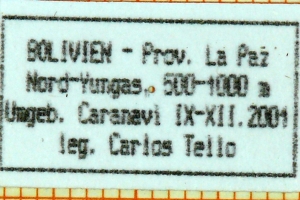 BOLIVIEN - Prov. La Paz
Nord-Yungas, 500-1000 m
Umgeb. Caranavi IX-XII.2001
leg. Carlos Tello